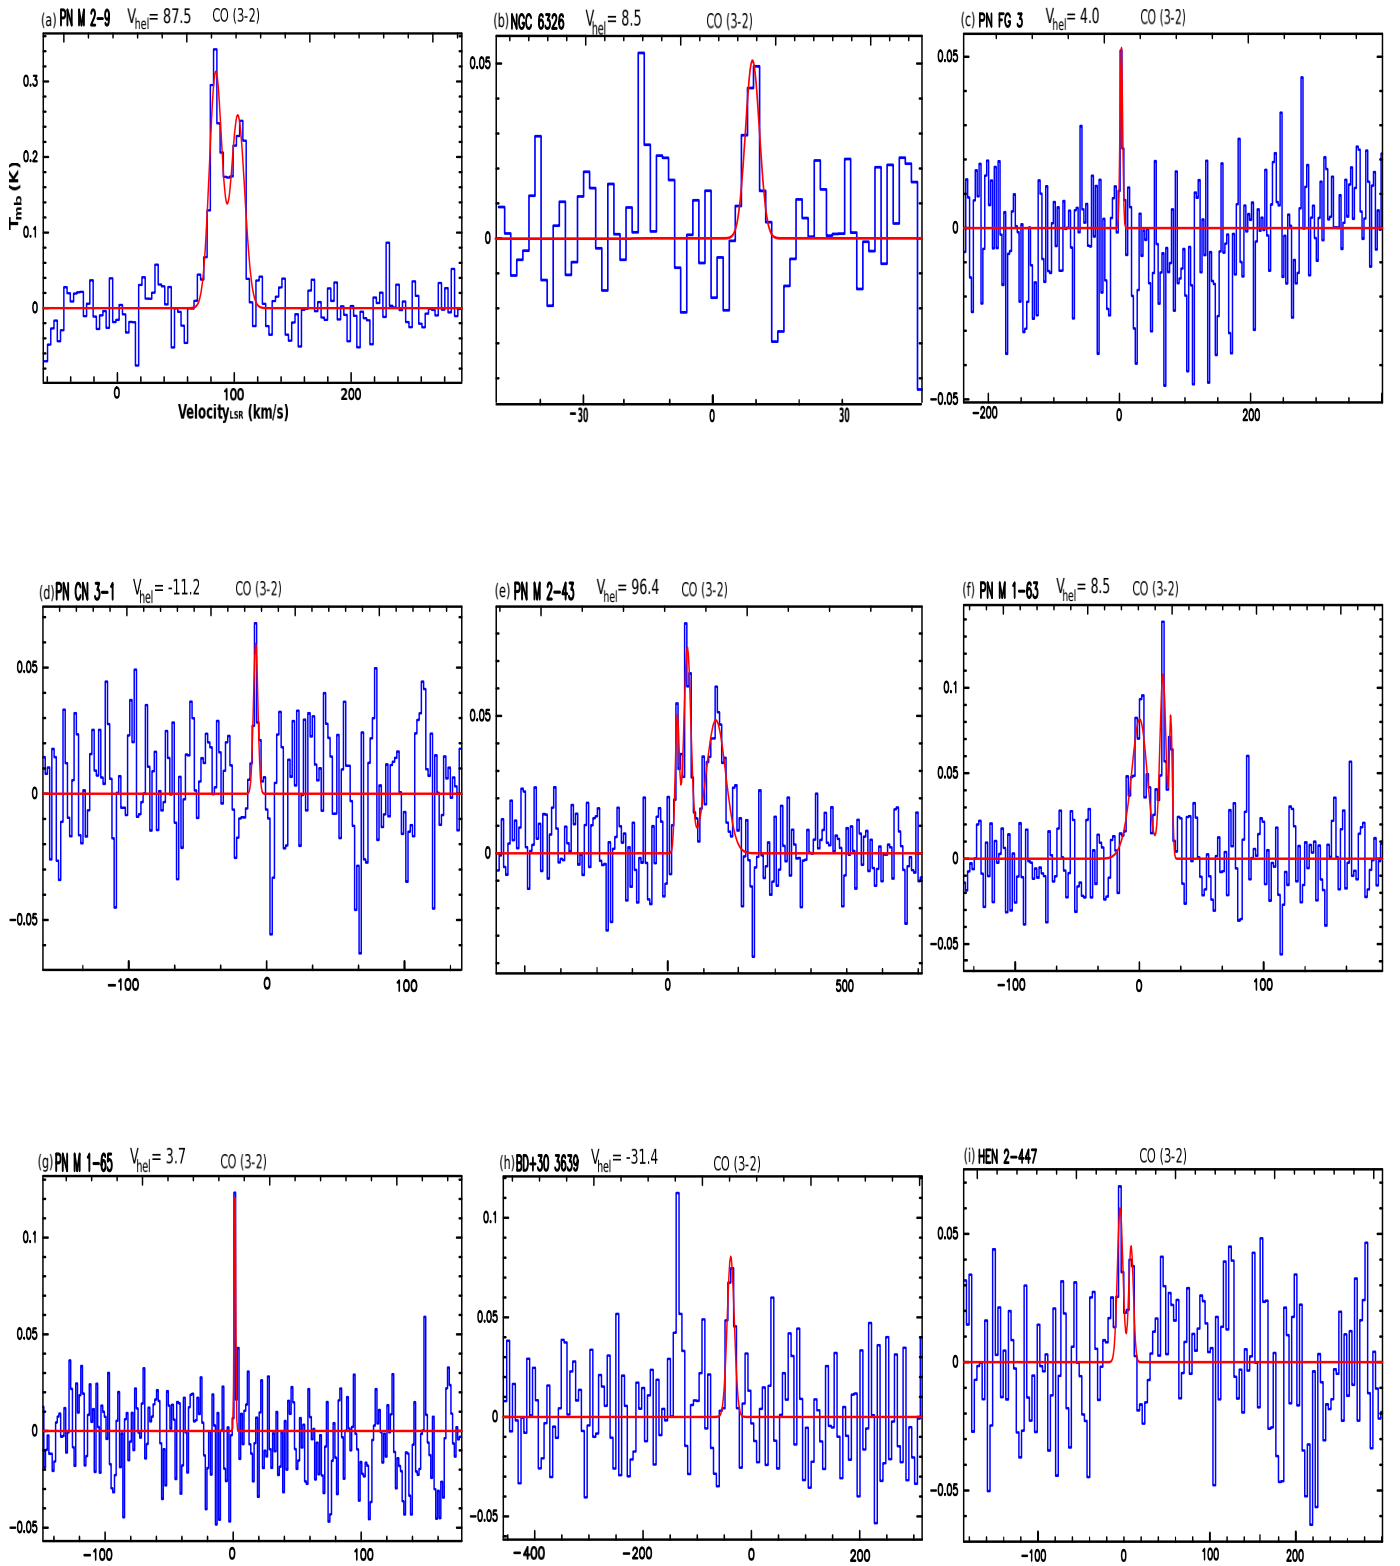 (a) PN M 2-9 Vhel= 87.5 CO (3-2)
(b) NGC 6326 Vhel= 8.5 CO (3-2)
(c) PN FG 3 Vhel= 4.0 CO (3-2)
0.3
0.2
0.1
0
Tmb (K)
0 100 200
VelocityLSR (km/s)
0.05
0
-30 0 30
0.05
0
-0.05
-200 0 200
(d) PN CN 3-1 Vhel= -11.2 CO (3-2)
(e) PN M 2-43 Vhel= 96.4 CO (3-2)
(f) PN M 1-63 Vhel= 8.5 CO (3-2)
0.05
0
-0.05
-100 0 100
0.05
0
0 500
0.1
0.05
0
-0.05
-100 0 100
(g) PN M 1-65 Vhel= 3.7 CO (3-2)
(h) BD+30 3639 Vhel= -31.4 CO (3-2)
(i) HEN 2-447 CO (3-2)
0.1
0.05
0
-0.05
-100 0 100
0.1
0.05
0
-0.05
-400 -200 0 200
0.05
0
-0.05
-100 0 100 200